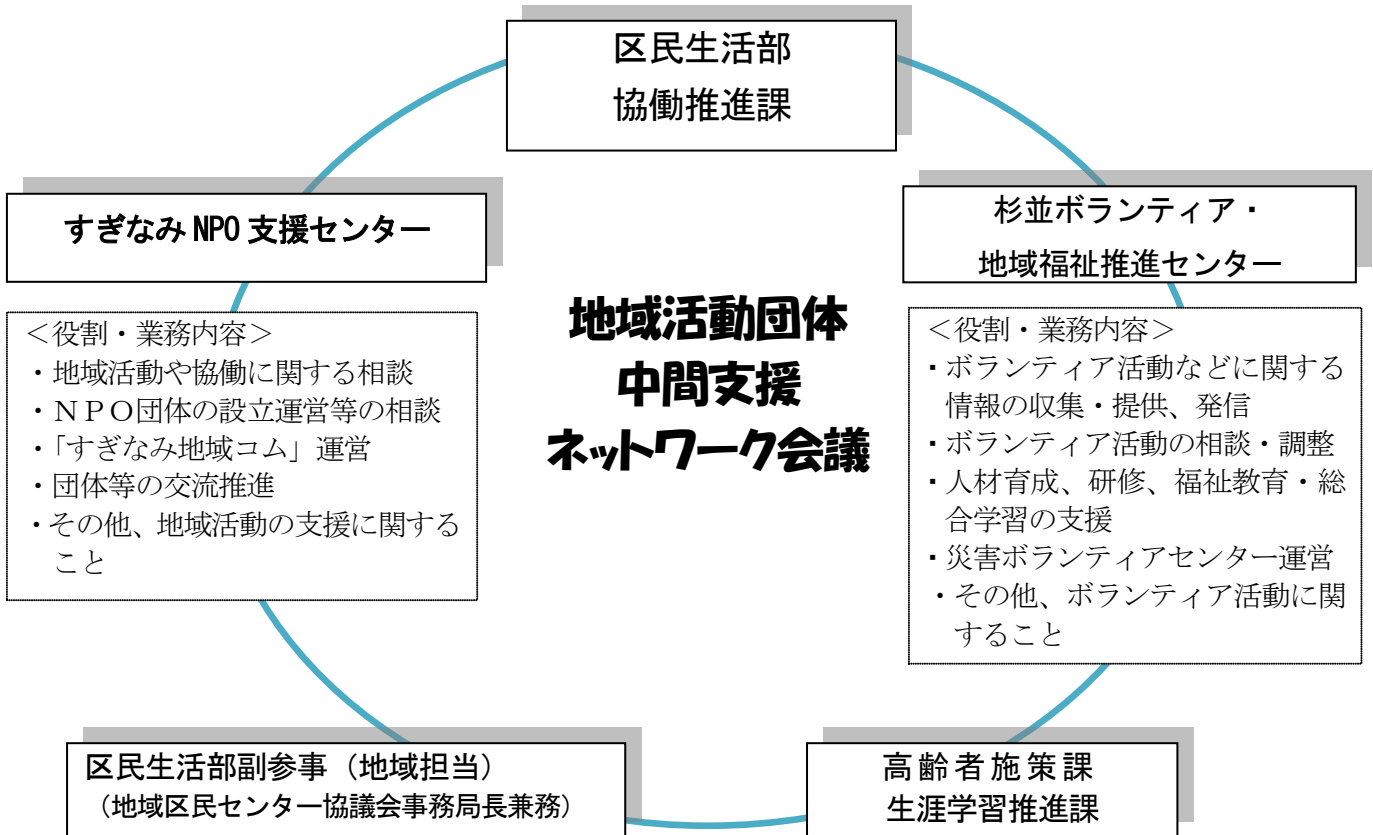 区民生活部
協働推進課
すぎなみ NPO 支援センター
＜役割・業務内容＞
・地域活動や協働に関する相談
・ＮＰＯ団体の設立運営等の相談
・「すぎなみ地域コム」運営
・団体等の交流推進
・その他、地域活動の支援に関する
こと
地域活動団体
中間支援
ネットワーク会議
杉並ボランティア・
地域福祉推進センター
＜役割・業務内容＞
・ボランティア活動などに関する
情報の収集・提供、発信
・ボランティア活動の相談・調整
・人材育成、研修、福祉教育・総
合学習の支援
・災害ボランティアセンター運営
・その他、ボランティア活動に関
すること
区民生活部副参事（地域担当）
（地域区民センター協議会事務局長兼務）
高齢者施策課
生涯学習推進課